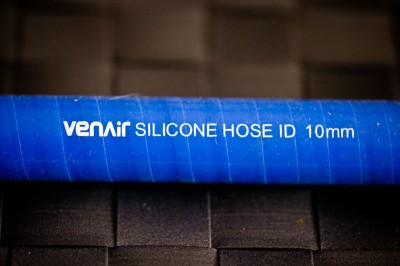 venair SILICONE HOSE ID 10mm